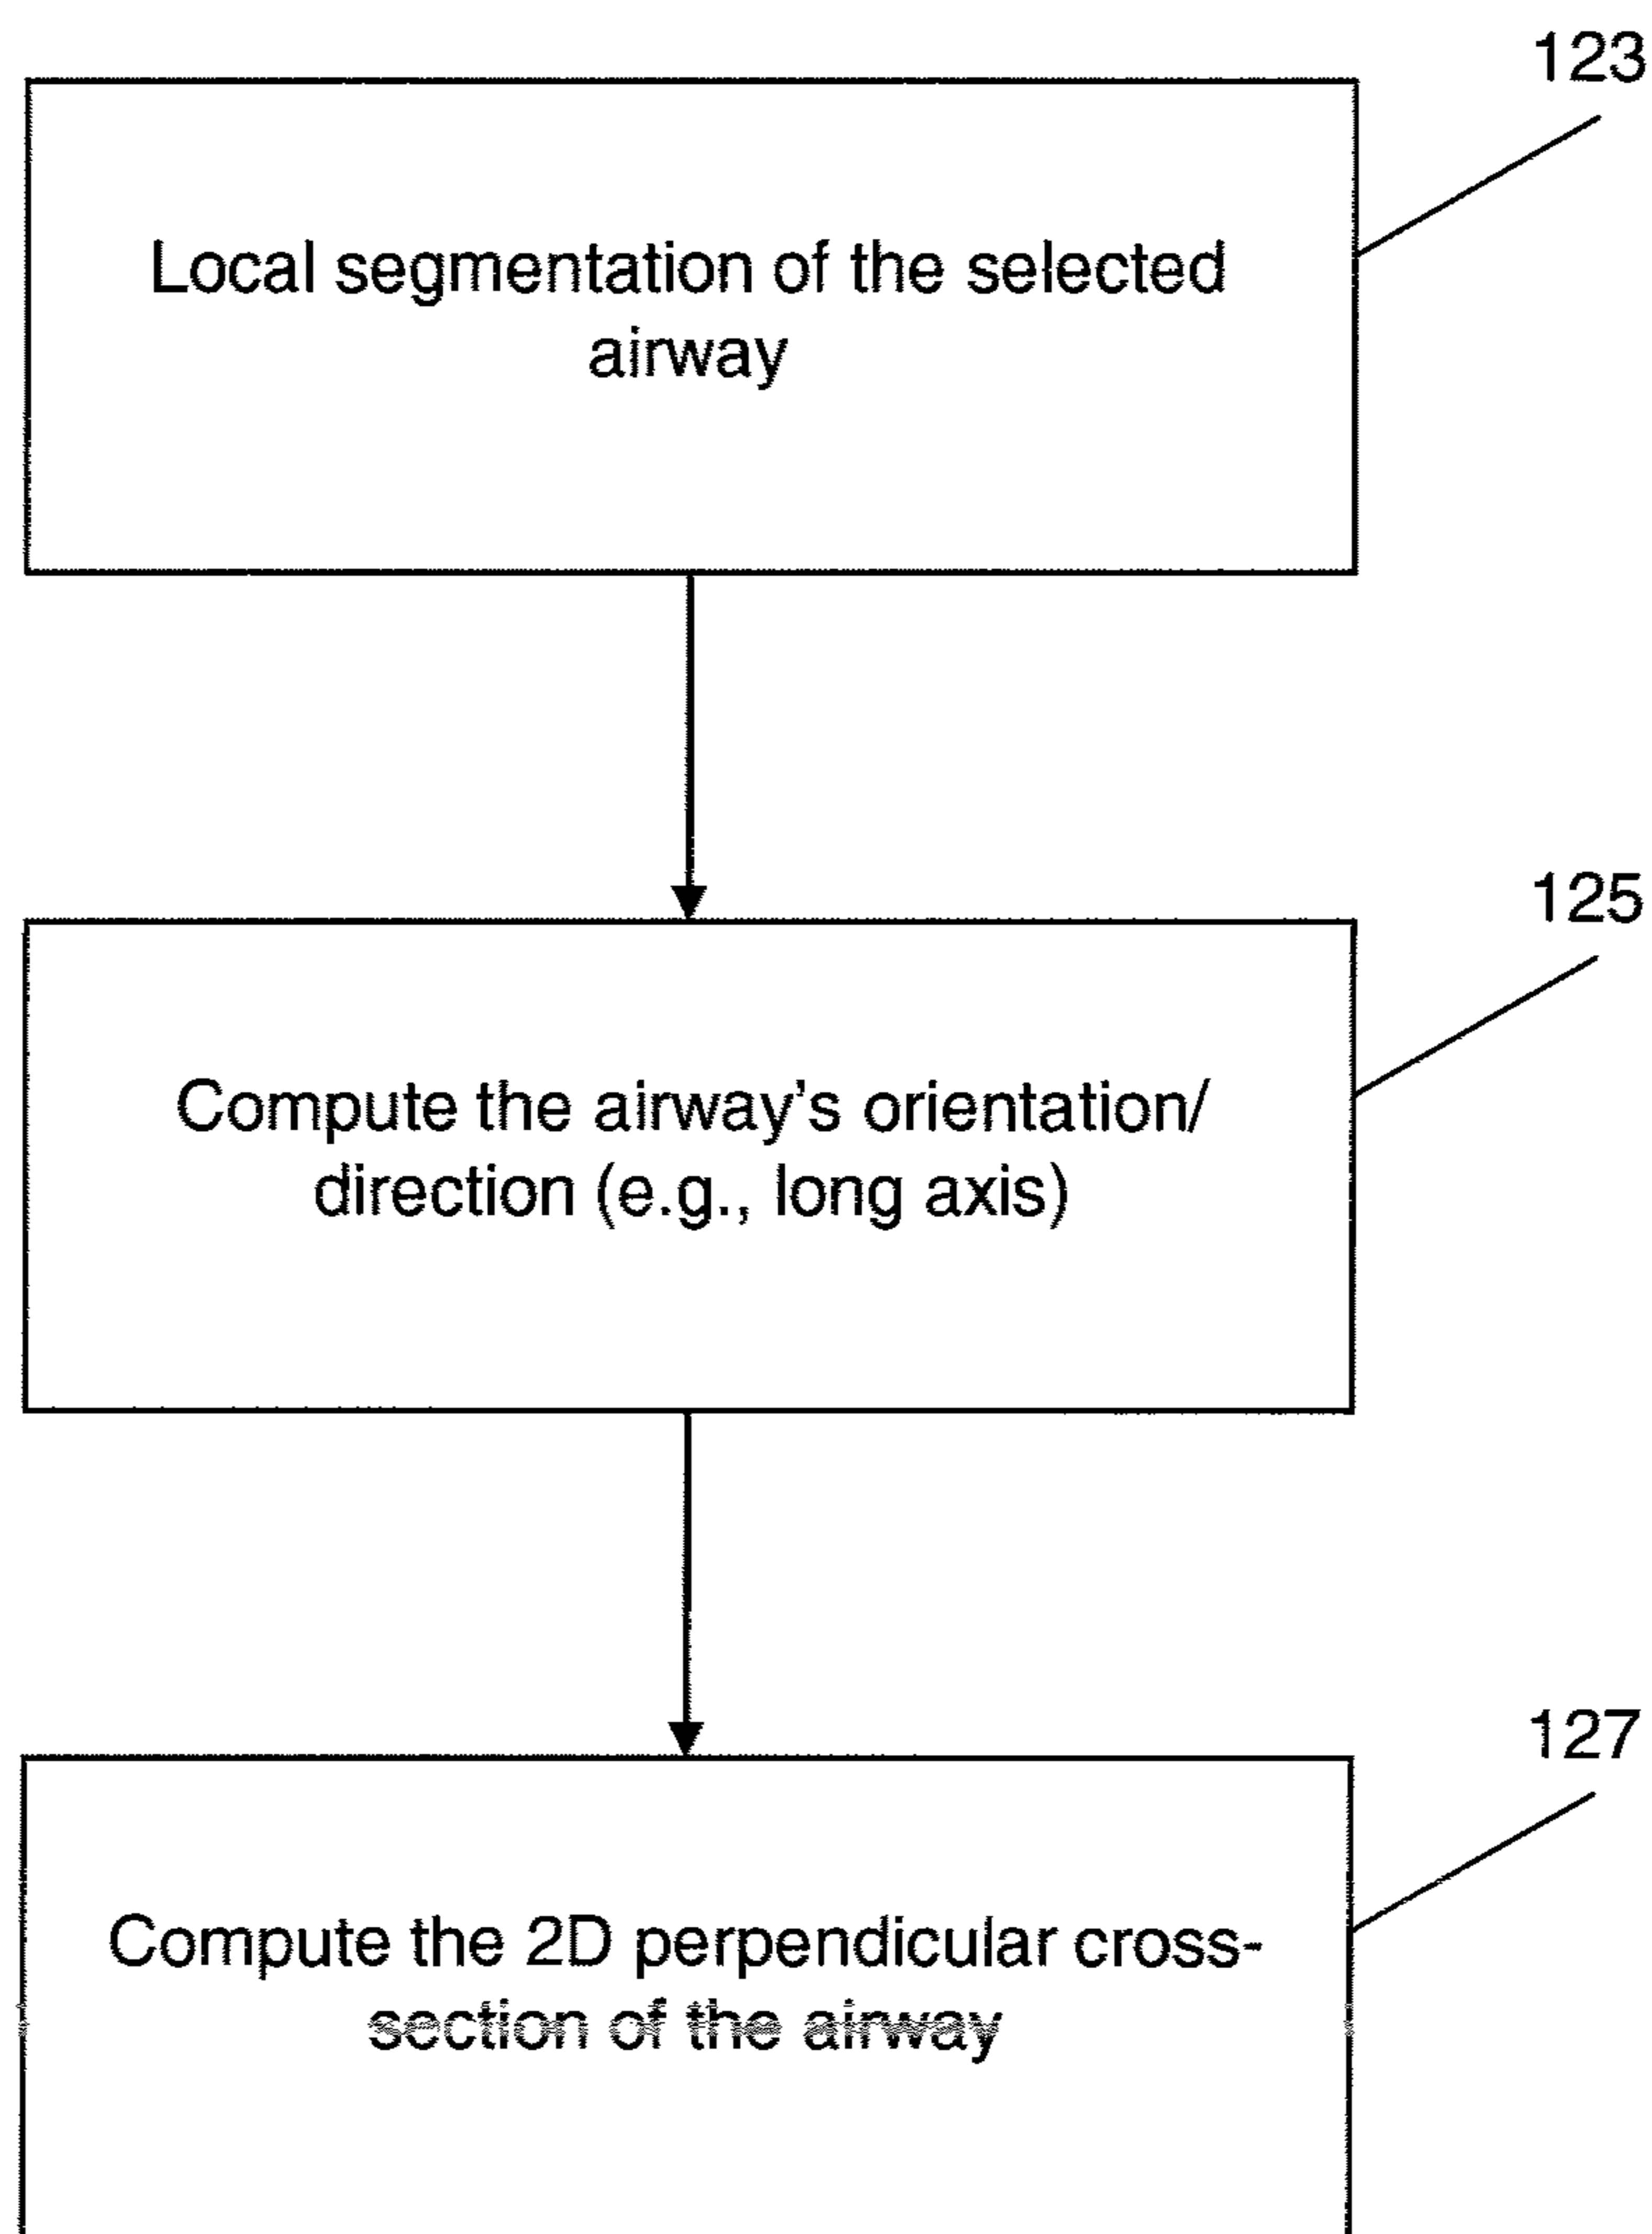 123
Local segmentation of the selected
airway
125
Compute the airway's orientation/
direction (e.g., long axis)
127
Compute the 2D perpendicular cross-
section of the airway